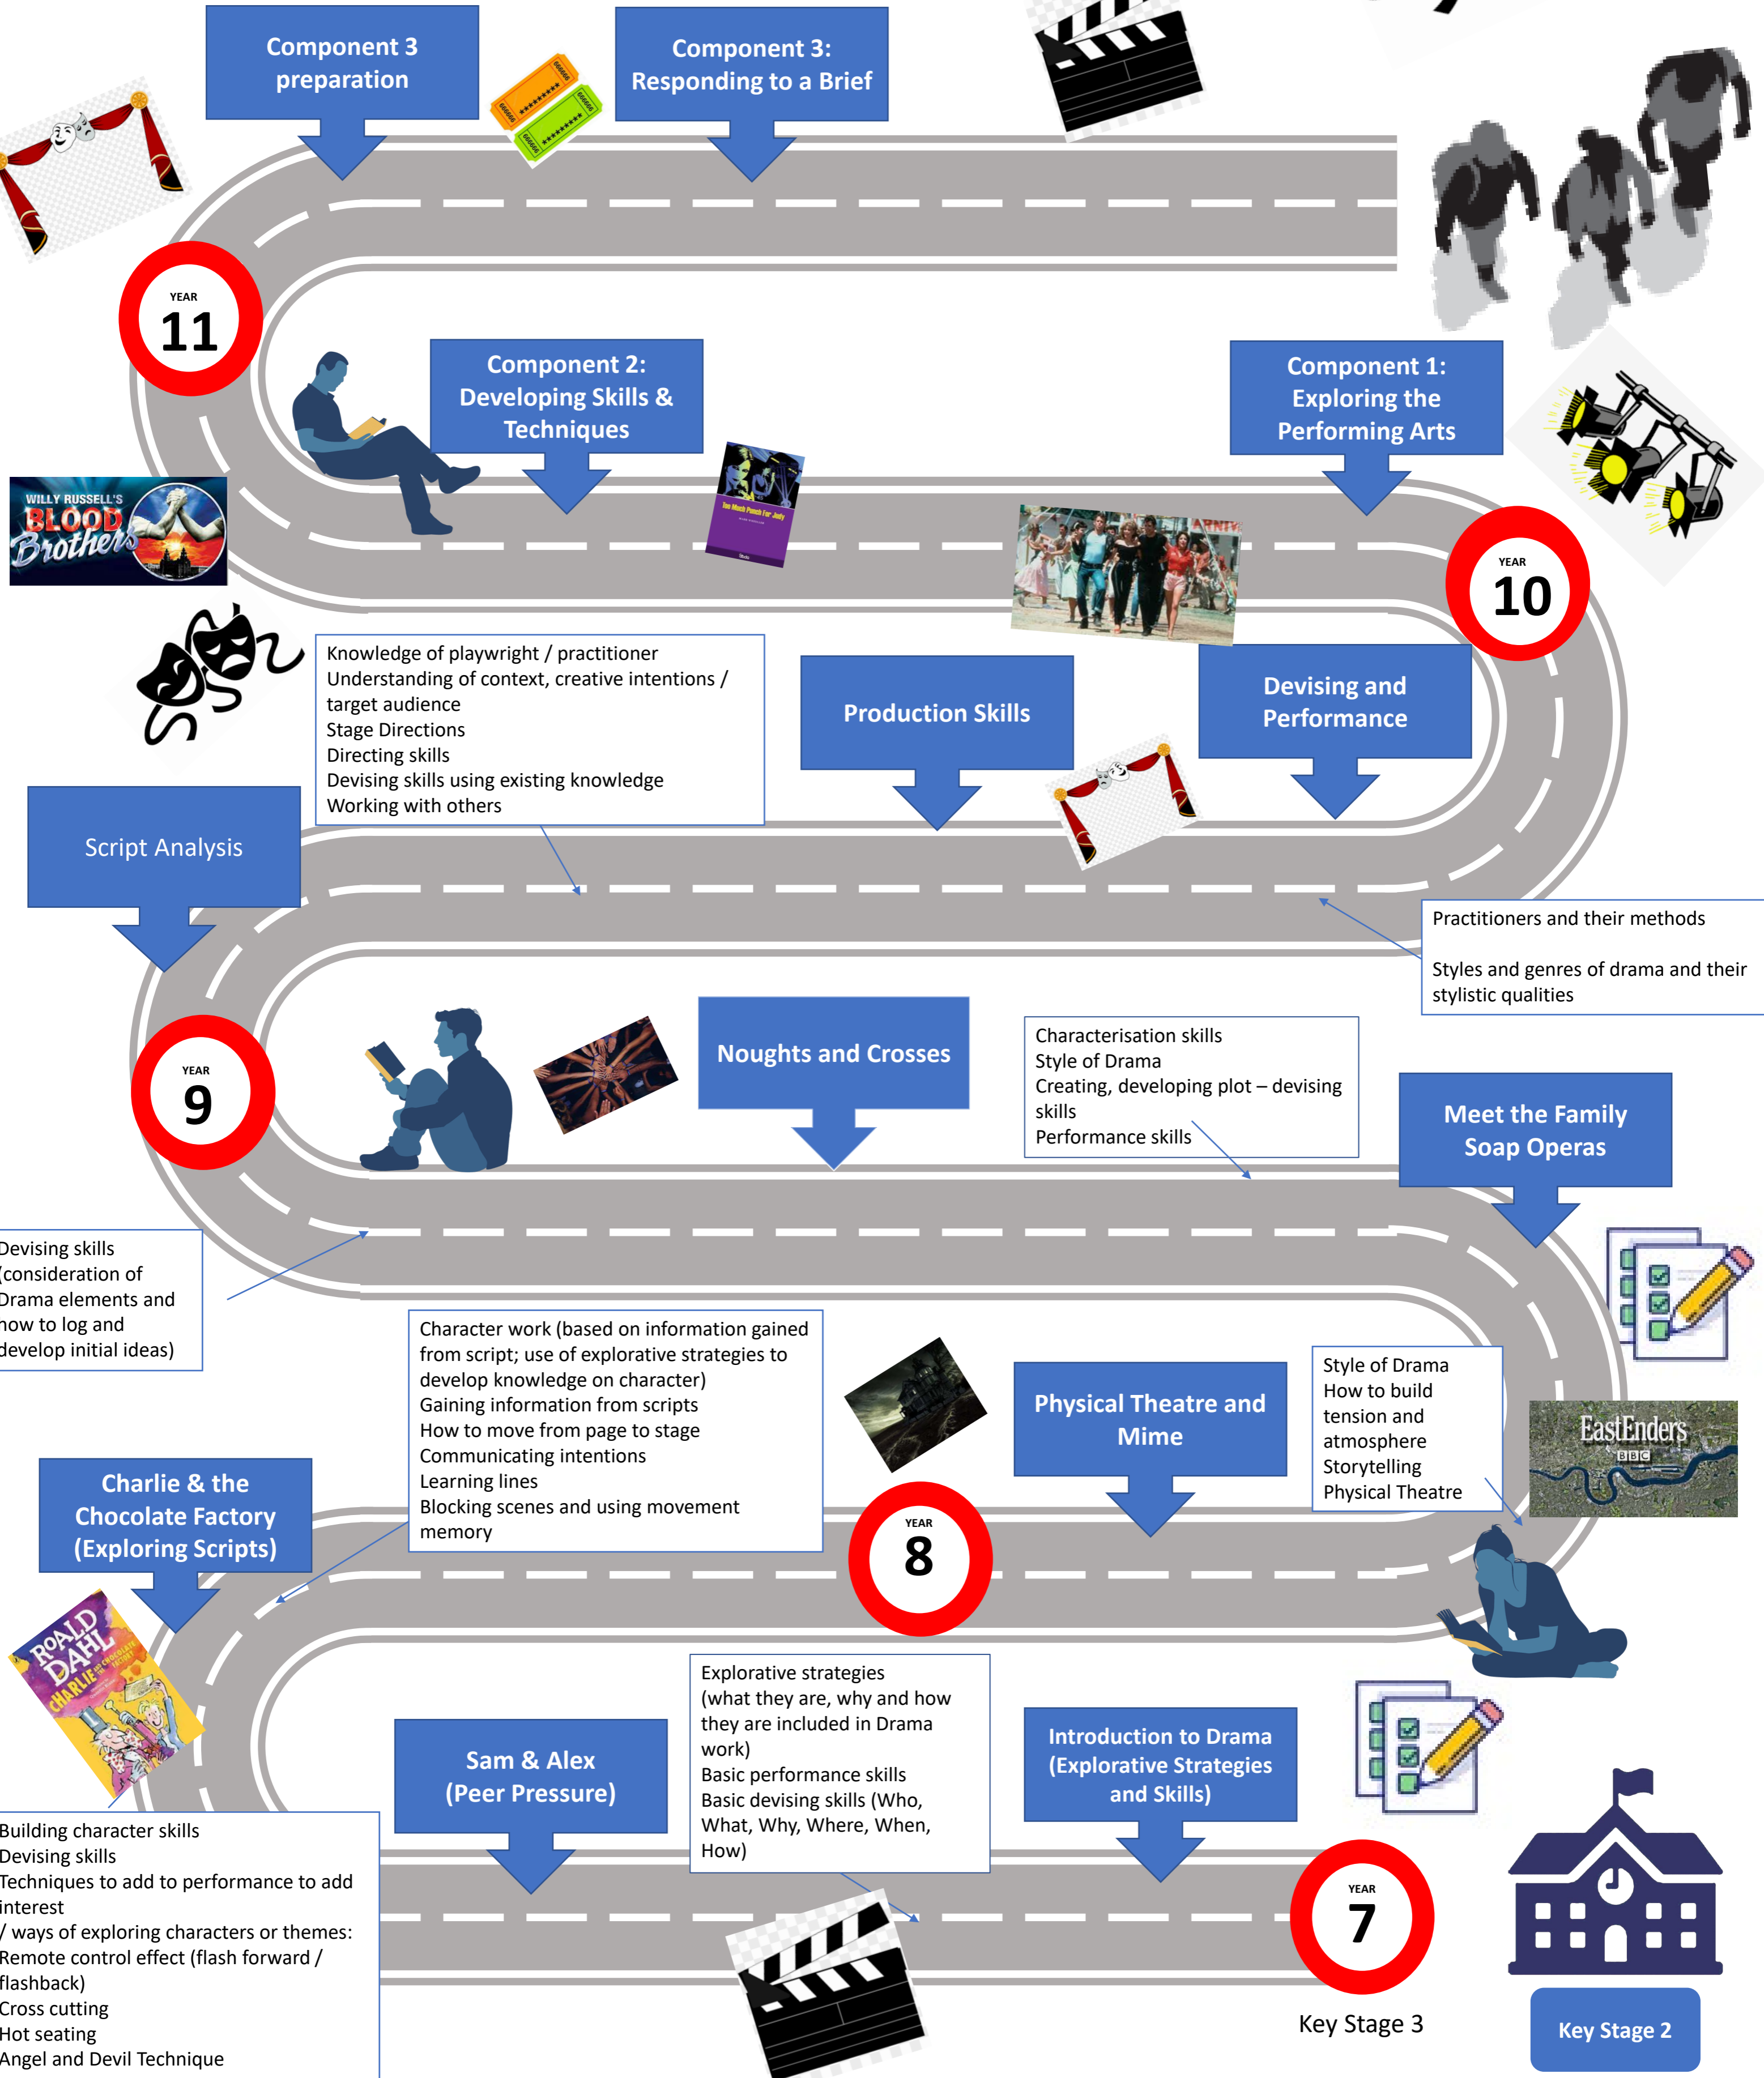 Component 3
preparation
Component 3:
Responding to a Brief
YEAR
11
Component 2:
Developing Skills &
Techniques
Component 1:
Exploring the
Performing Arts
WILLY RUSSELL'S
BLOOD
Brothers
Too Much Punch For Judy
YEAR
10
Knowledge of playwright / practitioner
Understanding of context, creative intentions /
target audience
Stage Directions
Directing skills
Devising skills using existing knowledge
Working with others
Production Skills
Devising and
Performance
Script Analysis
Practitioners and their methods
Styles and genres of drama and their
stylistic qualities
YEAR
9
Noughts and Crosses
Characterisation skills
Style of Drama
Creating, developing plot – devising
skills
Performance skills
Meet the Family
Soap Operas
Devising skills
(consideration of
Drama elements and
how to log and
develop initial ideas)
Character work (based on information gained
from script; use of explorative strategies to
develop knowledge on character)
Gaining information from scripts
How to move from page to stage
Communicating intentions
Learning lines
Blocking scenes and using movement
memory
Physical Theatre and
Mime
Style of Drama
How to build
tension and
atmosphere
Storytelling
Physical Theatre
EastEnders
BBC
Charlie & the
Chocolate Factory
(Exploring Scripts)
YEAR
8
ROALD
DAHL
CHARLIE AND THE CHOCOLATE
FACTORY
Sam & Alex
(Peer Pressure)
Explorative strategies
(what they are, why and how
they are included in Drama
work)
Basic performance skills
Basic devising skills (Who,
What, Why, Where, When,
How)
Introduction to Drama
(Explorative Strategies
and Skills)
Building character skills
Devising skills
Techniques to add to performance to add
interest
/ ways of exploring characters or themes:
Remote control effect (flash forward /
flashback)
Cross cutting
Hot seating
Angel and Devil Technique
YEAR
7
Key Stage 3
Key Stage 2